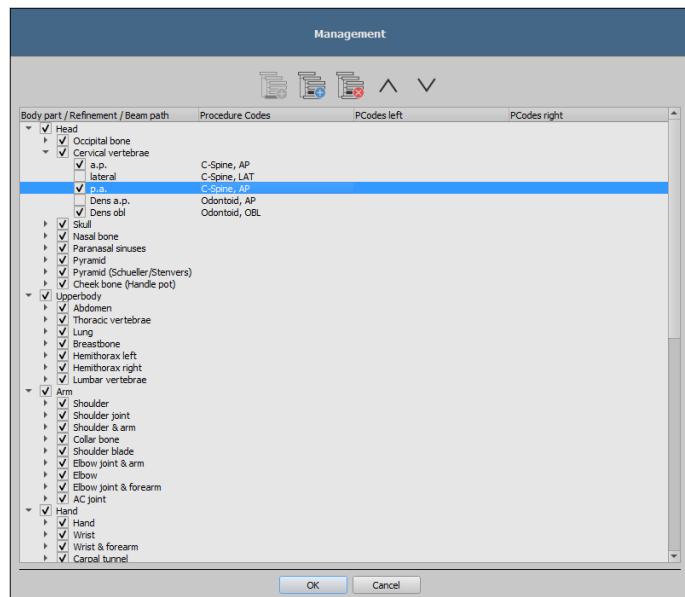 Management
Body part / Refinement / Beam path Procedure Codes PCodes left PCodes right
Head
Occipital bone
Cervical vertebrae
a.p. C-Spine, AP
lateral C-Spine, LAT
p.a. C-Spine, AP
Dens a.p. Odontoid, AP
Dens obl Odontoid, OBL
Skull
Nasal bone
Paranasal sinuses
Pyramid
Pyramid (Schueller/Stenvers)
Cheek bone (Handle pot)
Upperbody
Abdomen
Thoracic vertebrae
Lung
Breastbone
Hemithorax left
Hemithorax right
Lumbar vertebrae
Arm
Shoulder
Shoulder joint
Shoulder & arm
Collar bone
Shoulder blade
Elbow joint & arm
Elbow
Elbow joint & forearm
AC joint
Hand
Hand
Wrist
Wrist & forearm
Carpal tunnel
OK Cancel